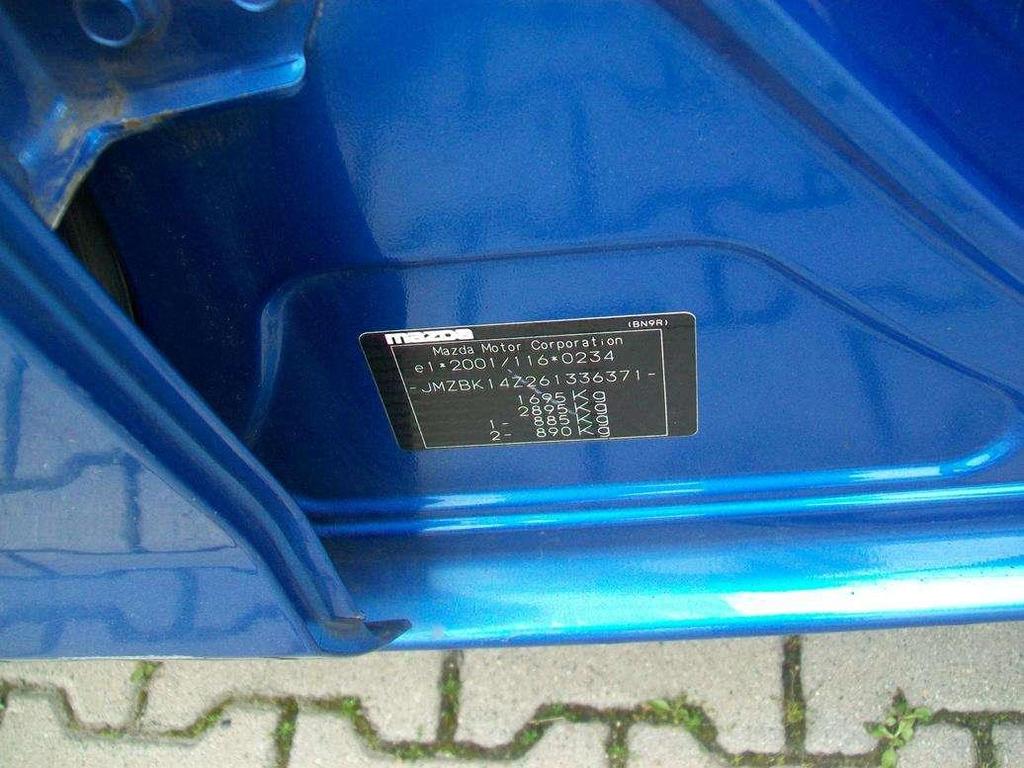 mazda (BN9R)
Mazda Motor Corporation
e1*2001/116*0234
-JMZBK14Z261336371-
1695 Kg
2895 Kg
1- 885 Kg
2- 890 Kg